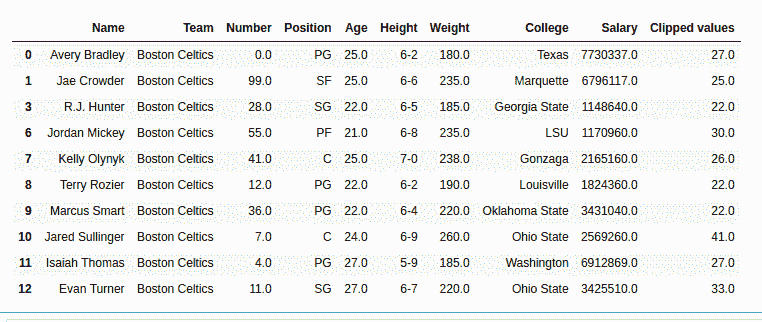 Name Team Number Position Age Height Weight College Salary Clipped values
0 Avery Bradley Boston Celtics 0.0 PG 25.0 6-2 180.0 Texas 7730337.0 27.0
1 Jae Crowder Boston Celtics 99.0 SF 25.0 6-6 235.0 Marquette 6796117.0 25.0
3 R.J. Hunter Boston Celtics 28.0 SG 22.0 6-5 185.0 Georgia State 1148640.0 22.0
6 Jordan Mickey Boston Celtics 55.0 PF 21.0 6-8 235.0 LSU 1170960.0 30.0
7 Kelly Olynyk Boston Celtics 41.0 C 25.0 7-0 238.0 Gonzaga 2165160.0 26.0
8 Terry Rozier Boston Celtics 12.0 PG 22.0 6-2 190.0 Louisville 1824360.0 22.0
9 Marcus Smart Boston Celtics 36.0 PG 22.0 6-4 220.0 Oklahoma State 3431040.0 22.0
10 Jared Sullinger Boston Celtics 7.0 C 24.0 6-9 260.0 Ohio State 2569260.0 41.0
11 Isaiah Thomas Boston Celtics 4.0 PG 27.0 5-9 185.0 Washington 6912869.0 27.0
12 Evan Turner Boston Celtics 11.0 SG 27.0 6-7 220.0 Ohio State 3425510.0 33.0